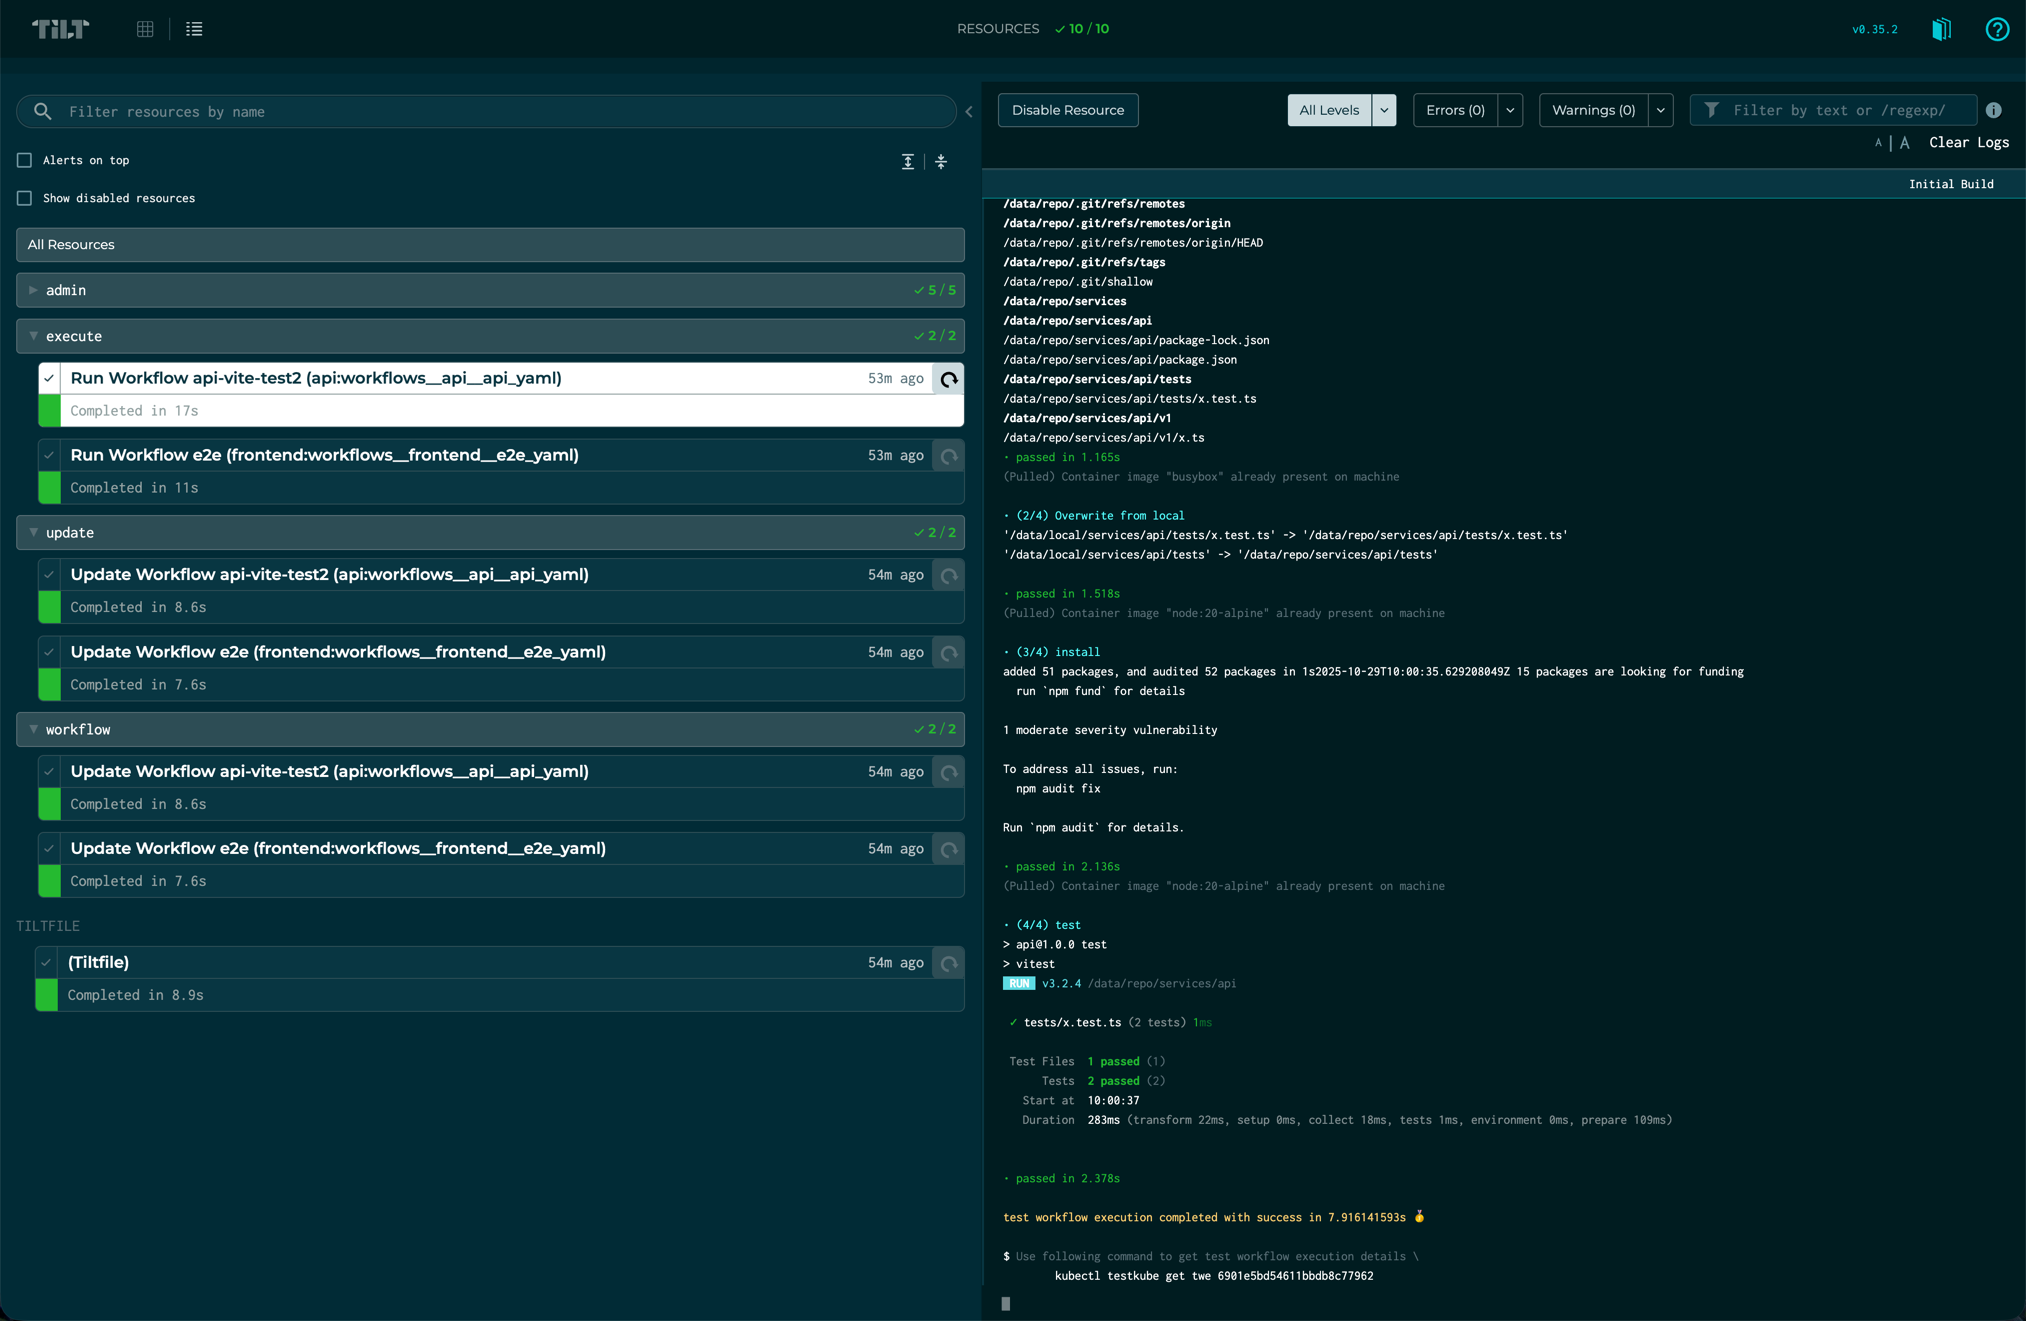 TILT
RESOURCES ✓ 10 / 10
v0.35.2
Filter resources by name
Alerts on top
Show disabled resources
All Resources
admin ✓ 5 / 5
execute ✓ 2 / 2
Run Workflow api-vite-test2 (api:workflows__api__api_yaml) 53m ago
Completed in 17s
Run Workflow e2e (frontend:workflows__frontend__e2e_yaml) 53m ago
Completed in 11s
update ✓ 2 / 2
Update Workflow api-vite-test2 (api:workflows__api__api_yaml) 54m ago
Completed in 8.6s
Update Workflow e2e (frontend:workflows__frontend__e2e_yaml) 54m ago
Completed in 7.6s
workflow ✓ 2 / 2
Update Workflow api-vite-test2 (api:workflows__api__api_yaml) 54m ago
Completed in 8.6s
Update Workflow e2e (frontend:workflows__frontend__e2e_yaml) 54m ago
Completed in 7.6s
TILTFILE
(Tiltfile) 54m ago
Completed in 8.9s
Disable Resource
All Levels
Errors (0)
Warnings (0)
Filter by text or /regexp/
A | A Clear Logs
Initial Build
/data/repo/.git/refs/remotes
/data/repo/.git/refs/remotes/origin
/data/repo/.git/refs/remotes/origin/HEAD
/data/repo/.git/refs/tags
/data/repo/.git/shallow
/data/repo/services
/data/repo/services/api
/data/repo/services/api/package-lock.json
/data/repo/services/api/package.json
/data/repo/services/api/tests
/data/repo/services/api/tests/x.test.ts
/data/repo/services/api/v1
/data/repo/services/api/v1/x.ts
· passed in 1.165s
(Pulled) Container image "busybox" already present on machine
· (2/4) Overwrite from local
'/data/local/services/api/tests/x.test.ts' -> '/data/repo/services/api/tests/x.test.ts'
'/data/local/services/api/tests' -> '/data/repo/services/api/tests'
· passed in 1.518s
(Pulled) Container image "node:20-alpine" already present on machine
· (3/4) install
added 51 packages, and audited 52 packages in 1s2025-10-29T10:00:35.629208049Z 15 packages are looking for funding
run `npm fund` for details
1 moderate severity vulnerability
To address all issues, run:
npm audit fix
Run `npm audit` for details.
· passed in 2.136s
(Pulled) Container image "node:20-alpine" already present on machine
· (4/4) test
> api@1.0.0 test
> vitest
RUN v3.2.4 /data/repo/services/api
✓ tests/x.test.ts (2 tests) 1ms
Test Files 1 passed (1)
Tests 2 passed (2)
Start at 10:00:37
Duration 283ms (transform 22ms, setup 0ms, collect 18ms, tests 1ms, environment 0ms, prepare 109ms)
· passed in 2.378s
test workflow execution completed with success in 7.916141593s 🥇
$ Use following command to get test workflow execution details \
kubectl testkube get twe 6901e5bd54611bbdb8c77962